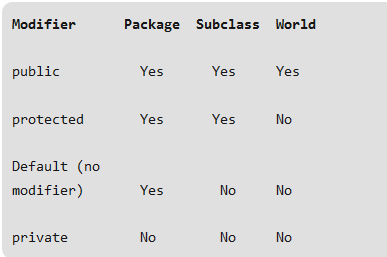 Modifier Package Subclass World
public Yes Yes Yes
protected Yes Yes No
Default (no
modifier) Yes No No
private No No No